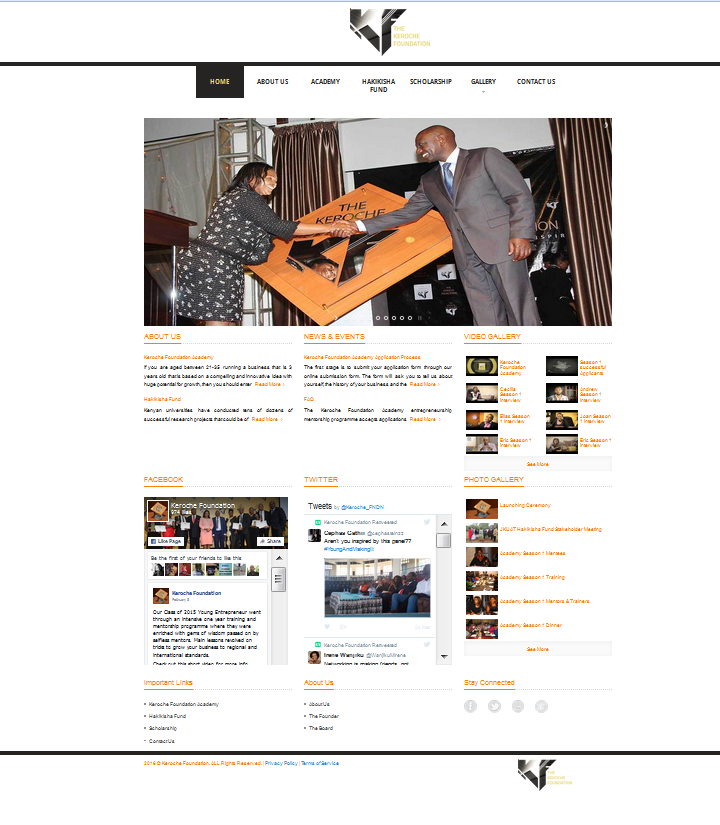 THE
KEROCHE
FOUNDATION
HOME
ABOUT US
ACADEMY
HAKIKISHA
FUND
SCHOLARSHIP
GALLERY
CONTACT US
THE
KEROCHE
ION
ABOUT US
Keroche Foundation Academy
If you are aged between 21-35 running a business that is 3
years old that is based on a compelling and innovative idea with
huge potential for growth, then you should enter Read More
Hakikisha Fund
Kenyan universities have conducted tens of dozens of
successful research projects that could be of Read More
NEWS & EVENTS
Keroche Foundation Academy Application Process
The first stage is to submit your application form through our
online submission form. The form will ask you to tell us about
yourself, the history of your business and the Read More
FAQ
The Keroche Foundation Academy entrepreneurship
mentorship programme accepts applications Read More
VIDEO GALLERY
Keroche
Foundation
Academy
Season 1
successful
Applicants
Cecilia
Season 1
Interview
Andrew
Season 1
Interview
Elias Season
1 Interview
Joan Season
1 Interview
Eric Season 1
Interview
Eric Season 1
Interview
See More
FACEBOOK
Keroche Foundation
974 likes
Like Page
Share
Be the first of your friends to like this
Keroche Foundation
February 3
Our Class of 2015 Young Entrepreneur went
through an intensive one year training and
mentorship programme where they were
enriched with gems of wisdom passed on by
selfless mentors. Main lessons revolved on
tricks to grow your business to regional and
international standards.
Check out this short video for more info
TWITTER
Tweets by @Keroche_FNDN
Keroche Foundation Retweeted
Cephas Gathii
Aren't you inspired by this panel??
#YoungAndMakingIt
Keroche Foundation Retweeted
Irene Wanjiku
Networking is making friends, not
PHOTO GALLERY
Launching Ceremony
JKUAT Hakikisha Fund Stakeholder Meeting
Academy Season 1 Mentees
Academy Season 1 Training
Academy Season 1 Mentors & Trainers
Academy Season 1 Dinner
See More
Important Links
Keroche Foundation Academy
Hakikisha Fund
Scholarship
Contact Us
About Us
About Us
The Founder
The Board
Stay Connected
2016 © Keroche Foundation. ALL Rights Reserved. | Privacy Policy | Terms of Service
THE
KEROCHE
FOUNDATION